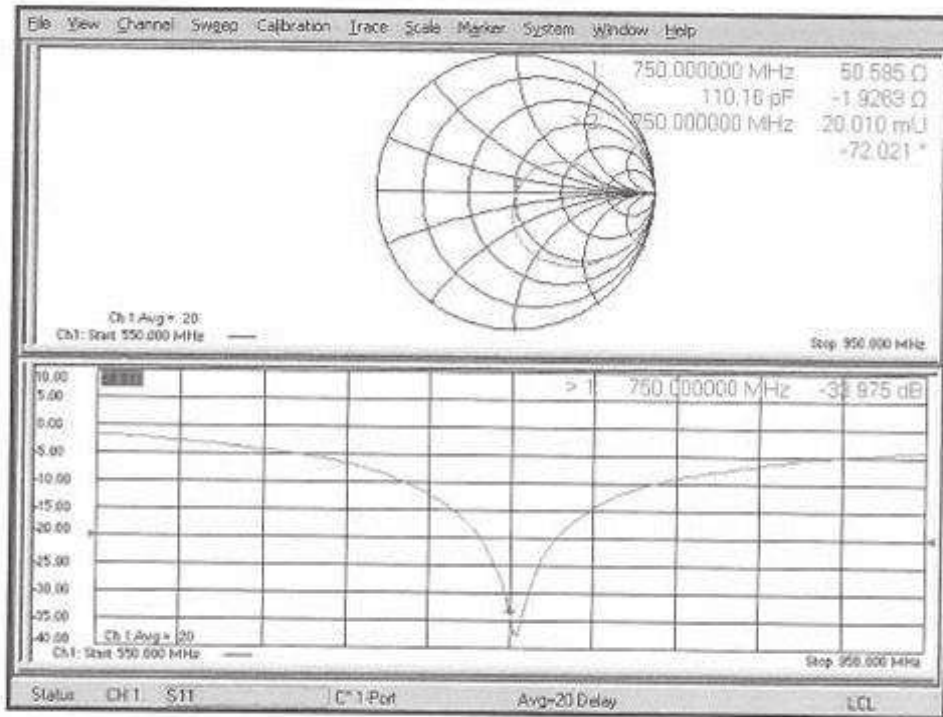 File View Channel Sweep Calibration Trace Scale Marker System Window Help
1 750.000000 MHz 50.585 Ω
110.16 pF -1.9263 Ω
> 2 750.000000 MHz 20.010 mU
-72.021 °
Ch 1 Avg = 20
Ch1: Start 550.000 MHz
Stop 950.000 MHz
10.00
5.00
0.00
-5.00
-10.00
-15.00
-20.00
-25.00
-30.00
-35.00
-40.00
> 1 750.000000 MHz -33.975 dB
Ch 1 Avg = 20
Ch1: Start 550.000 MHz
Stop 950.000 MHz
Status CH 1: S11 C* 1-Port Avg=20 Delay LCL